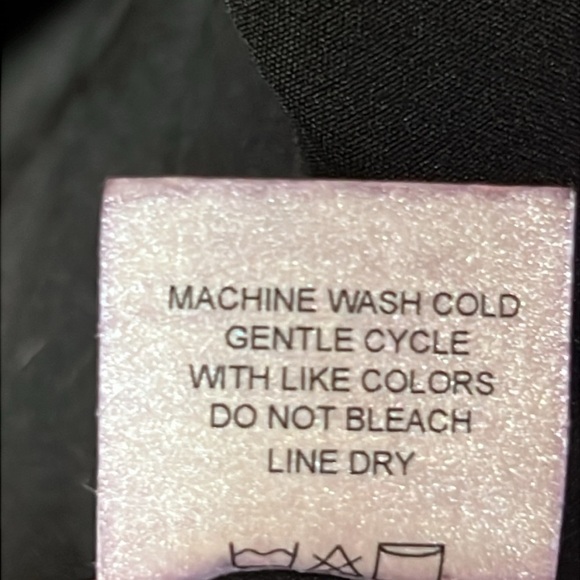 MACHINE WASH COLD
GENTLE CYCLE
WITH LIKE COLORS
DO NOT BLEACH
LINE DRY